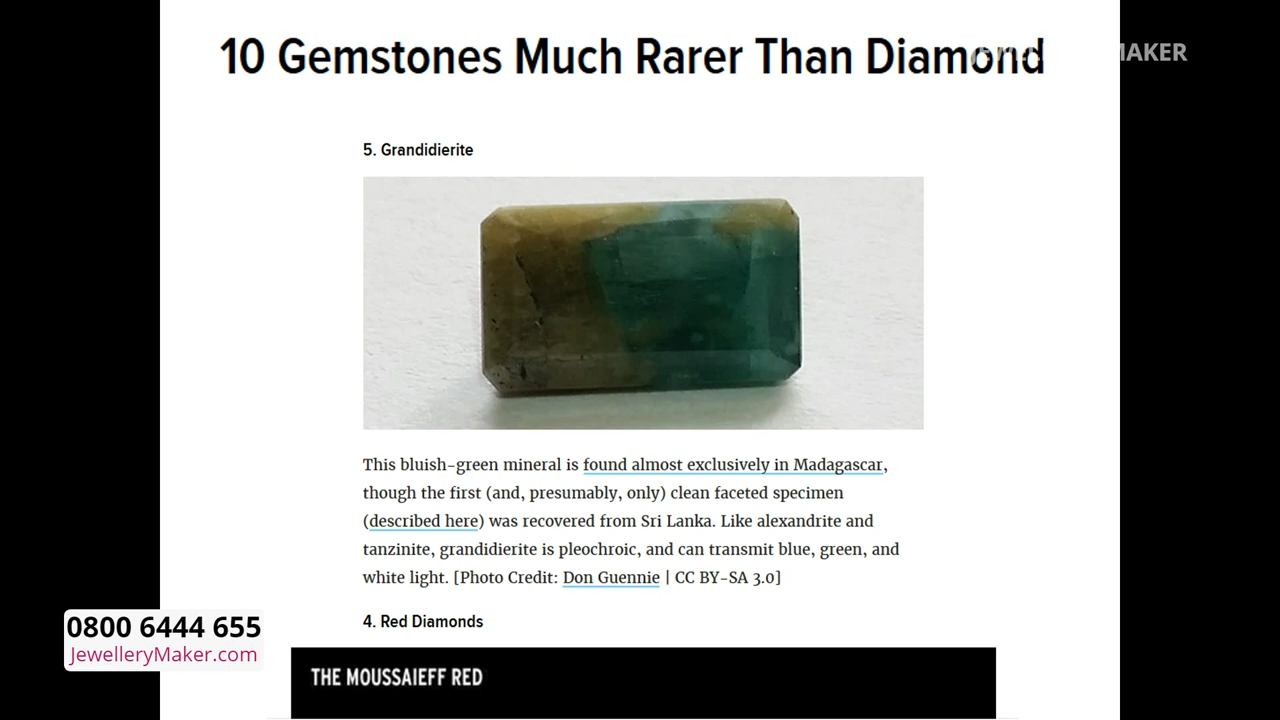 10 Gemstones Much Rarer Than Diamond
MAKER
5. Grandidierite
This bluish-green mineral is found almost exclusively in Madagascar,
though the first (and, presumably, only) clean faceted specimen
(described here) was recovered from Sri Lanka. Like alexandrite and
tanzinite, grandidierite is pleochroic, and can transmit blue, green, and
white light. [Photo Credit: Don Guennie | CC BY-SA 3.0]
4. Red Diamonds
THE MOUSSAIEFF RED
0800 6444 655
JewelleryMaker.com